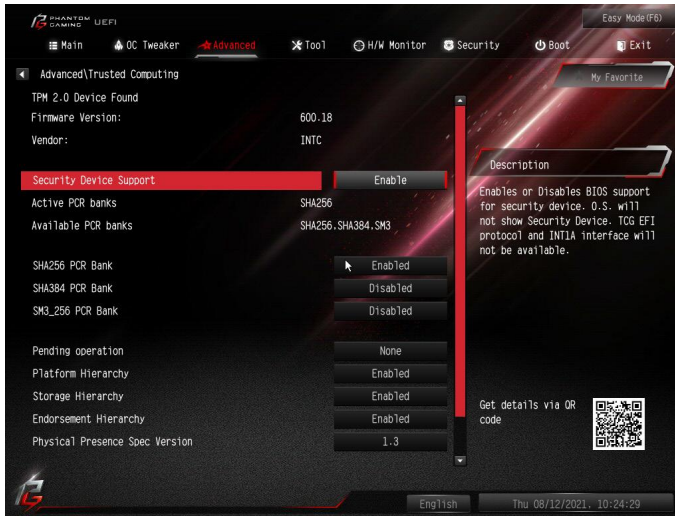 PHANTOM
GAMING UEFI
Easy Mode(F6)
Main OC Tweaker Advanced Tool H/W Monitor Security Boot Exit
Advanced\Trusted Computing
My Favorite
TPM 2.0 Device Found
Firmware Version: 600.18
Vendor: INTC
Description
Security Device Support Enable
Enables or Disables BIOS support
for security device. O.S. will
not show Security Device. TCG EFI
protocol and INT1A interface will
not be available.
Active PCR banks SHA256
Available PCR banks SHA256.SHA384.SM3
SHA256 PCR Bank Enabled
SHA384 PCR Bank Disabled
SM3_256 PCR Bank Disabled
Pending operation None
Platform Hierarchy Enabled
Storage Hierarchy Enabled
Endorsement Hierarchy Enabled
Physical Presence Spec Version 1.3
Get details via QR
code
English
Thu 08/12/2021. 10:24:29